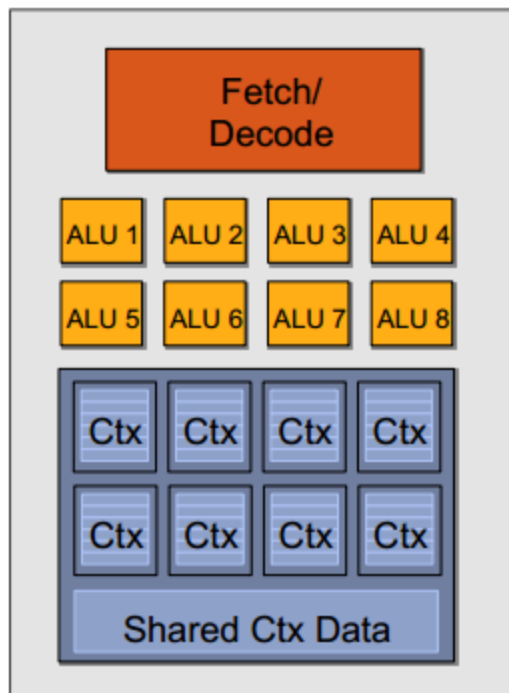 Fetch/
Decode
ALU 1 ALU 2 ALU 3 ALU 4
ALU 5 ALU 6 ALU 7 ALU 8
Ctx Ctx Ctx Ctx
Ctx Ctx Ctx Ctx
Shared Ctx Data